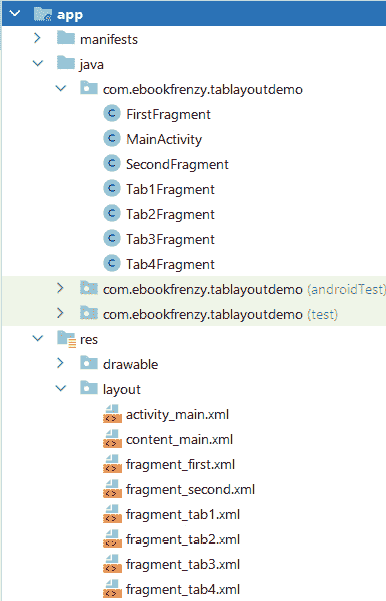 app
manifests
java
com.ebookfrenzy.tablayoutdemo
FirstFragment
MainActivity
SecondFragment
Tab1Fragment
Tab2Fragment
Tab3Fragment
Tab4Fragment
com.ebookfrenzy.tablayoutdemo (androidTest)
com.ebookfrenzy.tablayoutdemo (test)
res
drawable
layout
activity_main.xml
content_main.xml
fragment_first.xml
fragment_second.xml
fragment_tab1.xml
fragment_tab2.xml
fragment_tab3.xml
fragment_tab4.xml